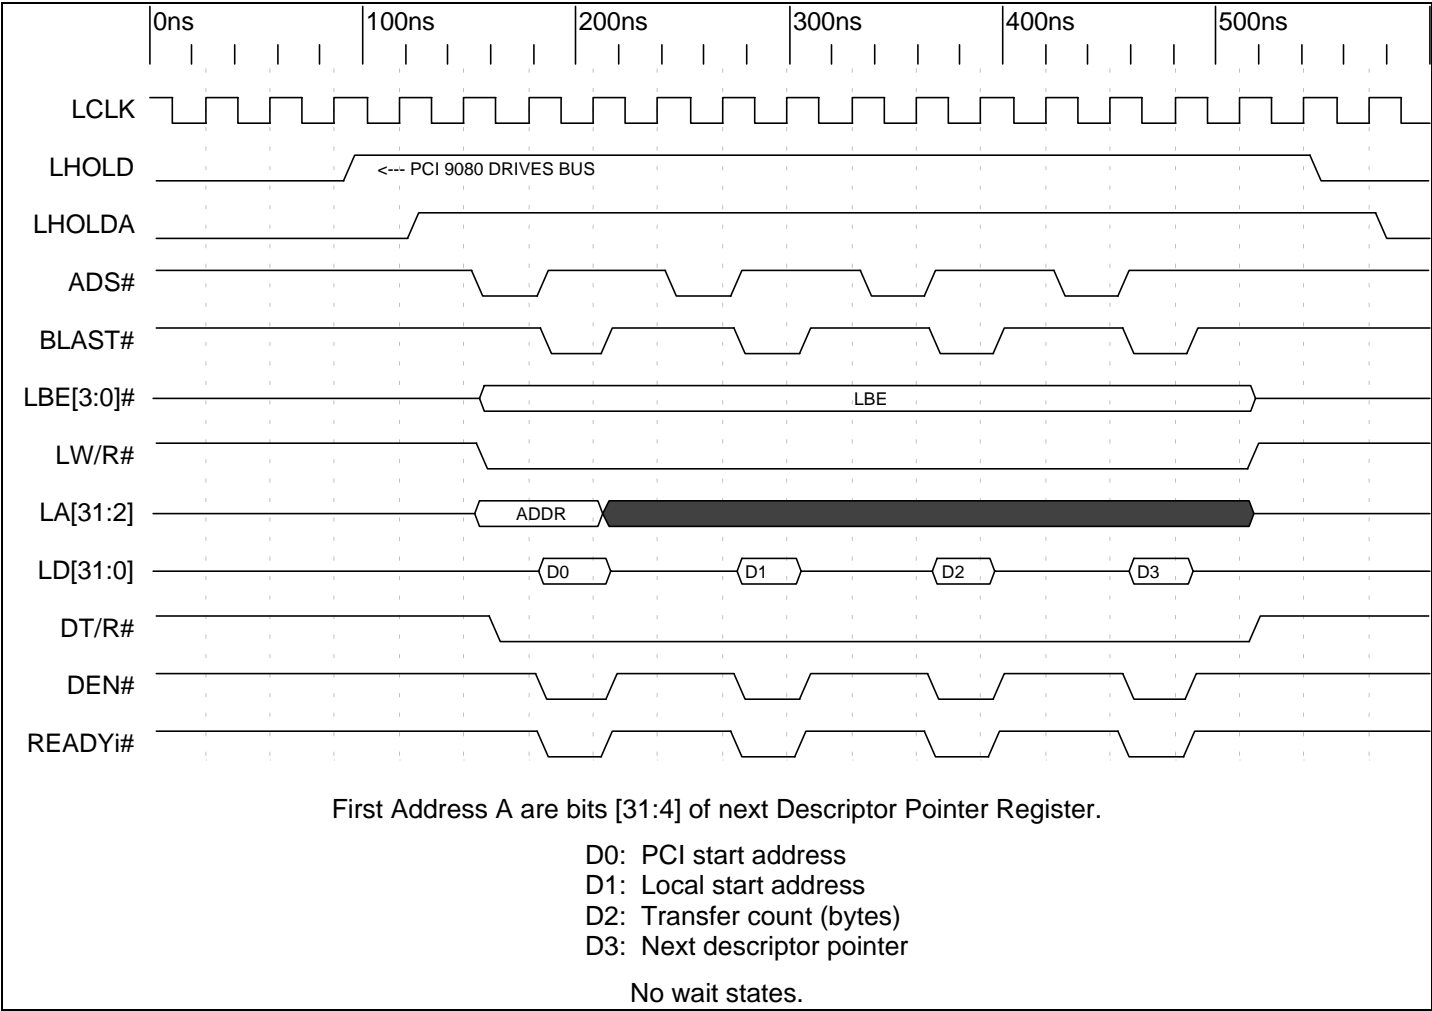 0ns 100ns 200ns 300ns 400ns 500ns
LCLK
LHOLD <--- PCI 9080 DRIVES BUS
LHOLDA
ADS#
BLAST#
LBE[3:0]# LBE
LW/R#
LA[31:2] ADDR
LD[31:0] D0 D1 D2 D3
DT/R#
DEN#
READYi#
First Address A are bits [31:4] of next Descriptor Pointer Register.
D0: PCI start address
D1: Local start address
D2: Transfer count (bytes)
D3: Next descriptor pointer
No wait states.